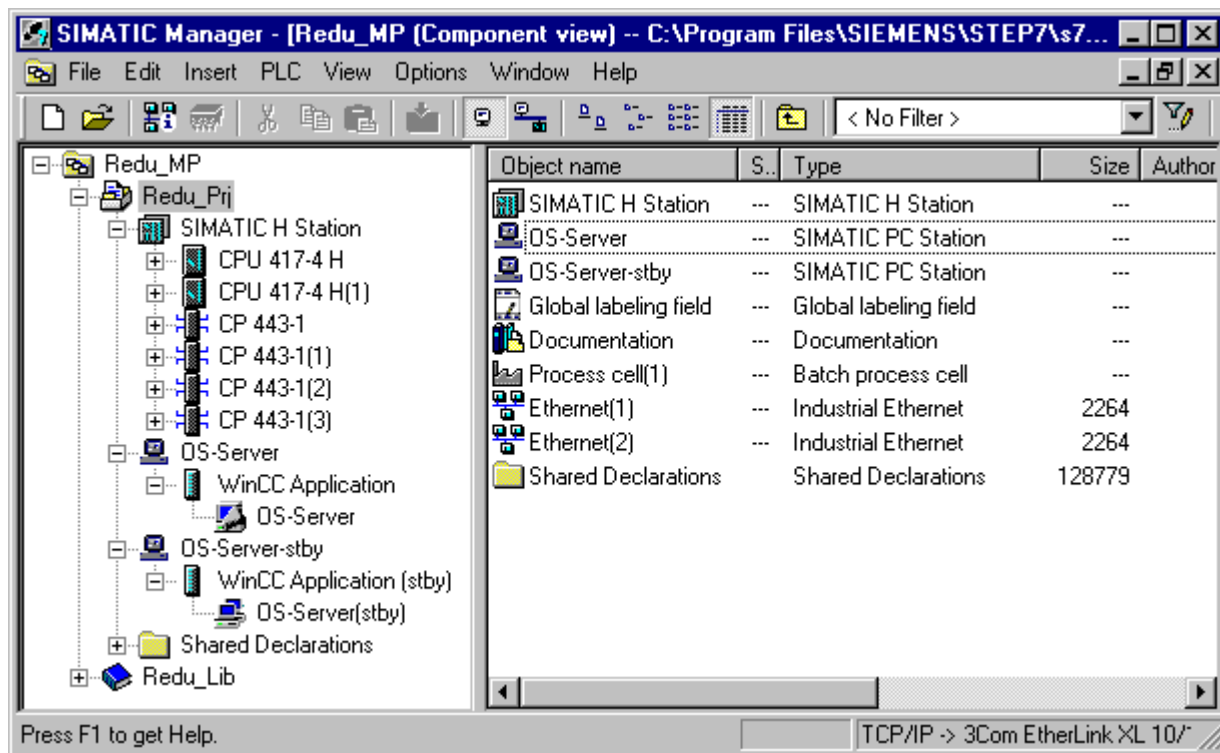 SIMATIC Manager - [Redu_MP (Component view) -- C:\Program Files\SIEMENS\STEP7\s7...
File Edit Insert PLC View Options Window Help
< No Filter >
Redu_MP
Redu_Prj
SIMATIC H Station
CPU 417-4 H
CPU 417-4 H(1)
CP 443-1
CP 443-1(1)
CP 443-1(2)
CP 443-1(3)
OS-Server
WinCC Application
OS-Server
OS-Server-stby
WinCC Application (stby)
OS-Server(stby)
Shared Declarations
Redu_Lib
Object name S.. Type Size Author
SIMATIC H Station --- SIMATIC H Station ---
OS-Server --- SIMATIC PC Station ---
OS-Server-stby --- SIMATIC PC Station ---
Global labeling field --- Global labeling field ---
Documentation --- Documentation ---
Process cell(1) --- Batch process cell ---
Ethernet(1) --- Industrial Ethernet 2264
Ethernet(2) --- Industrial Ethernet 2264
Shared Declarations Shared Declarations 128779
Press F1 to get Help. TCP/IP -> 3Com EtherLink XL 10/